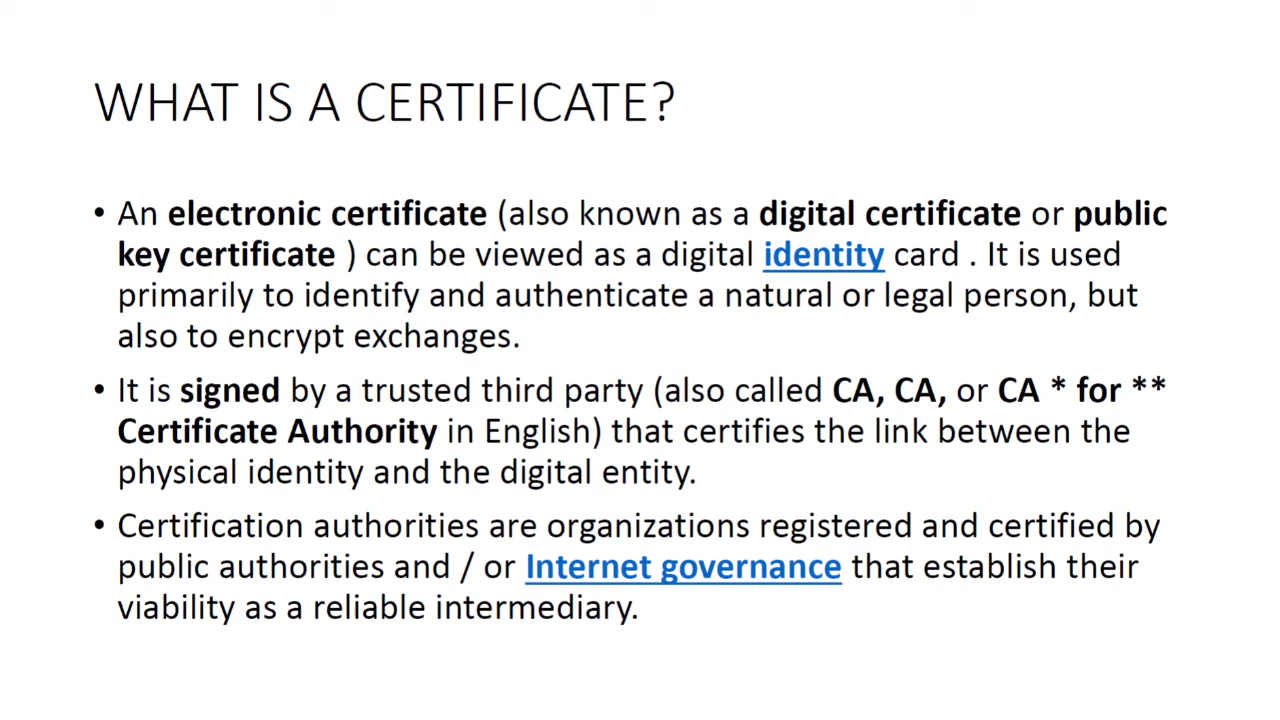 WHAT IS A CERTIFICATE?
• An electronic certificate (also known as a digital certificate or public
key certificate ) can be viewed as a digital identity card . It is used
primarily to identify and authenticate a natural or legal person, but
also to encrypt exchanges.
• It is signed by a trusted third party (also called CA, CA, or CA * for **
Certificate Authority in English) that certifies the link between the
physical identity and the digital entity.
• Certification authorities are organizations registered and certified by
public authorities and / or Internet governance that establish their
viability as a reliable intermediary.